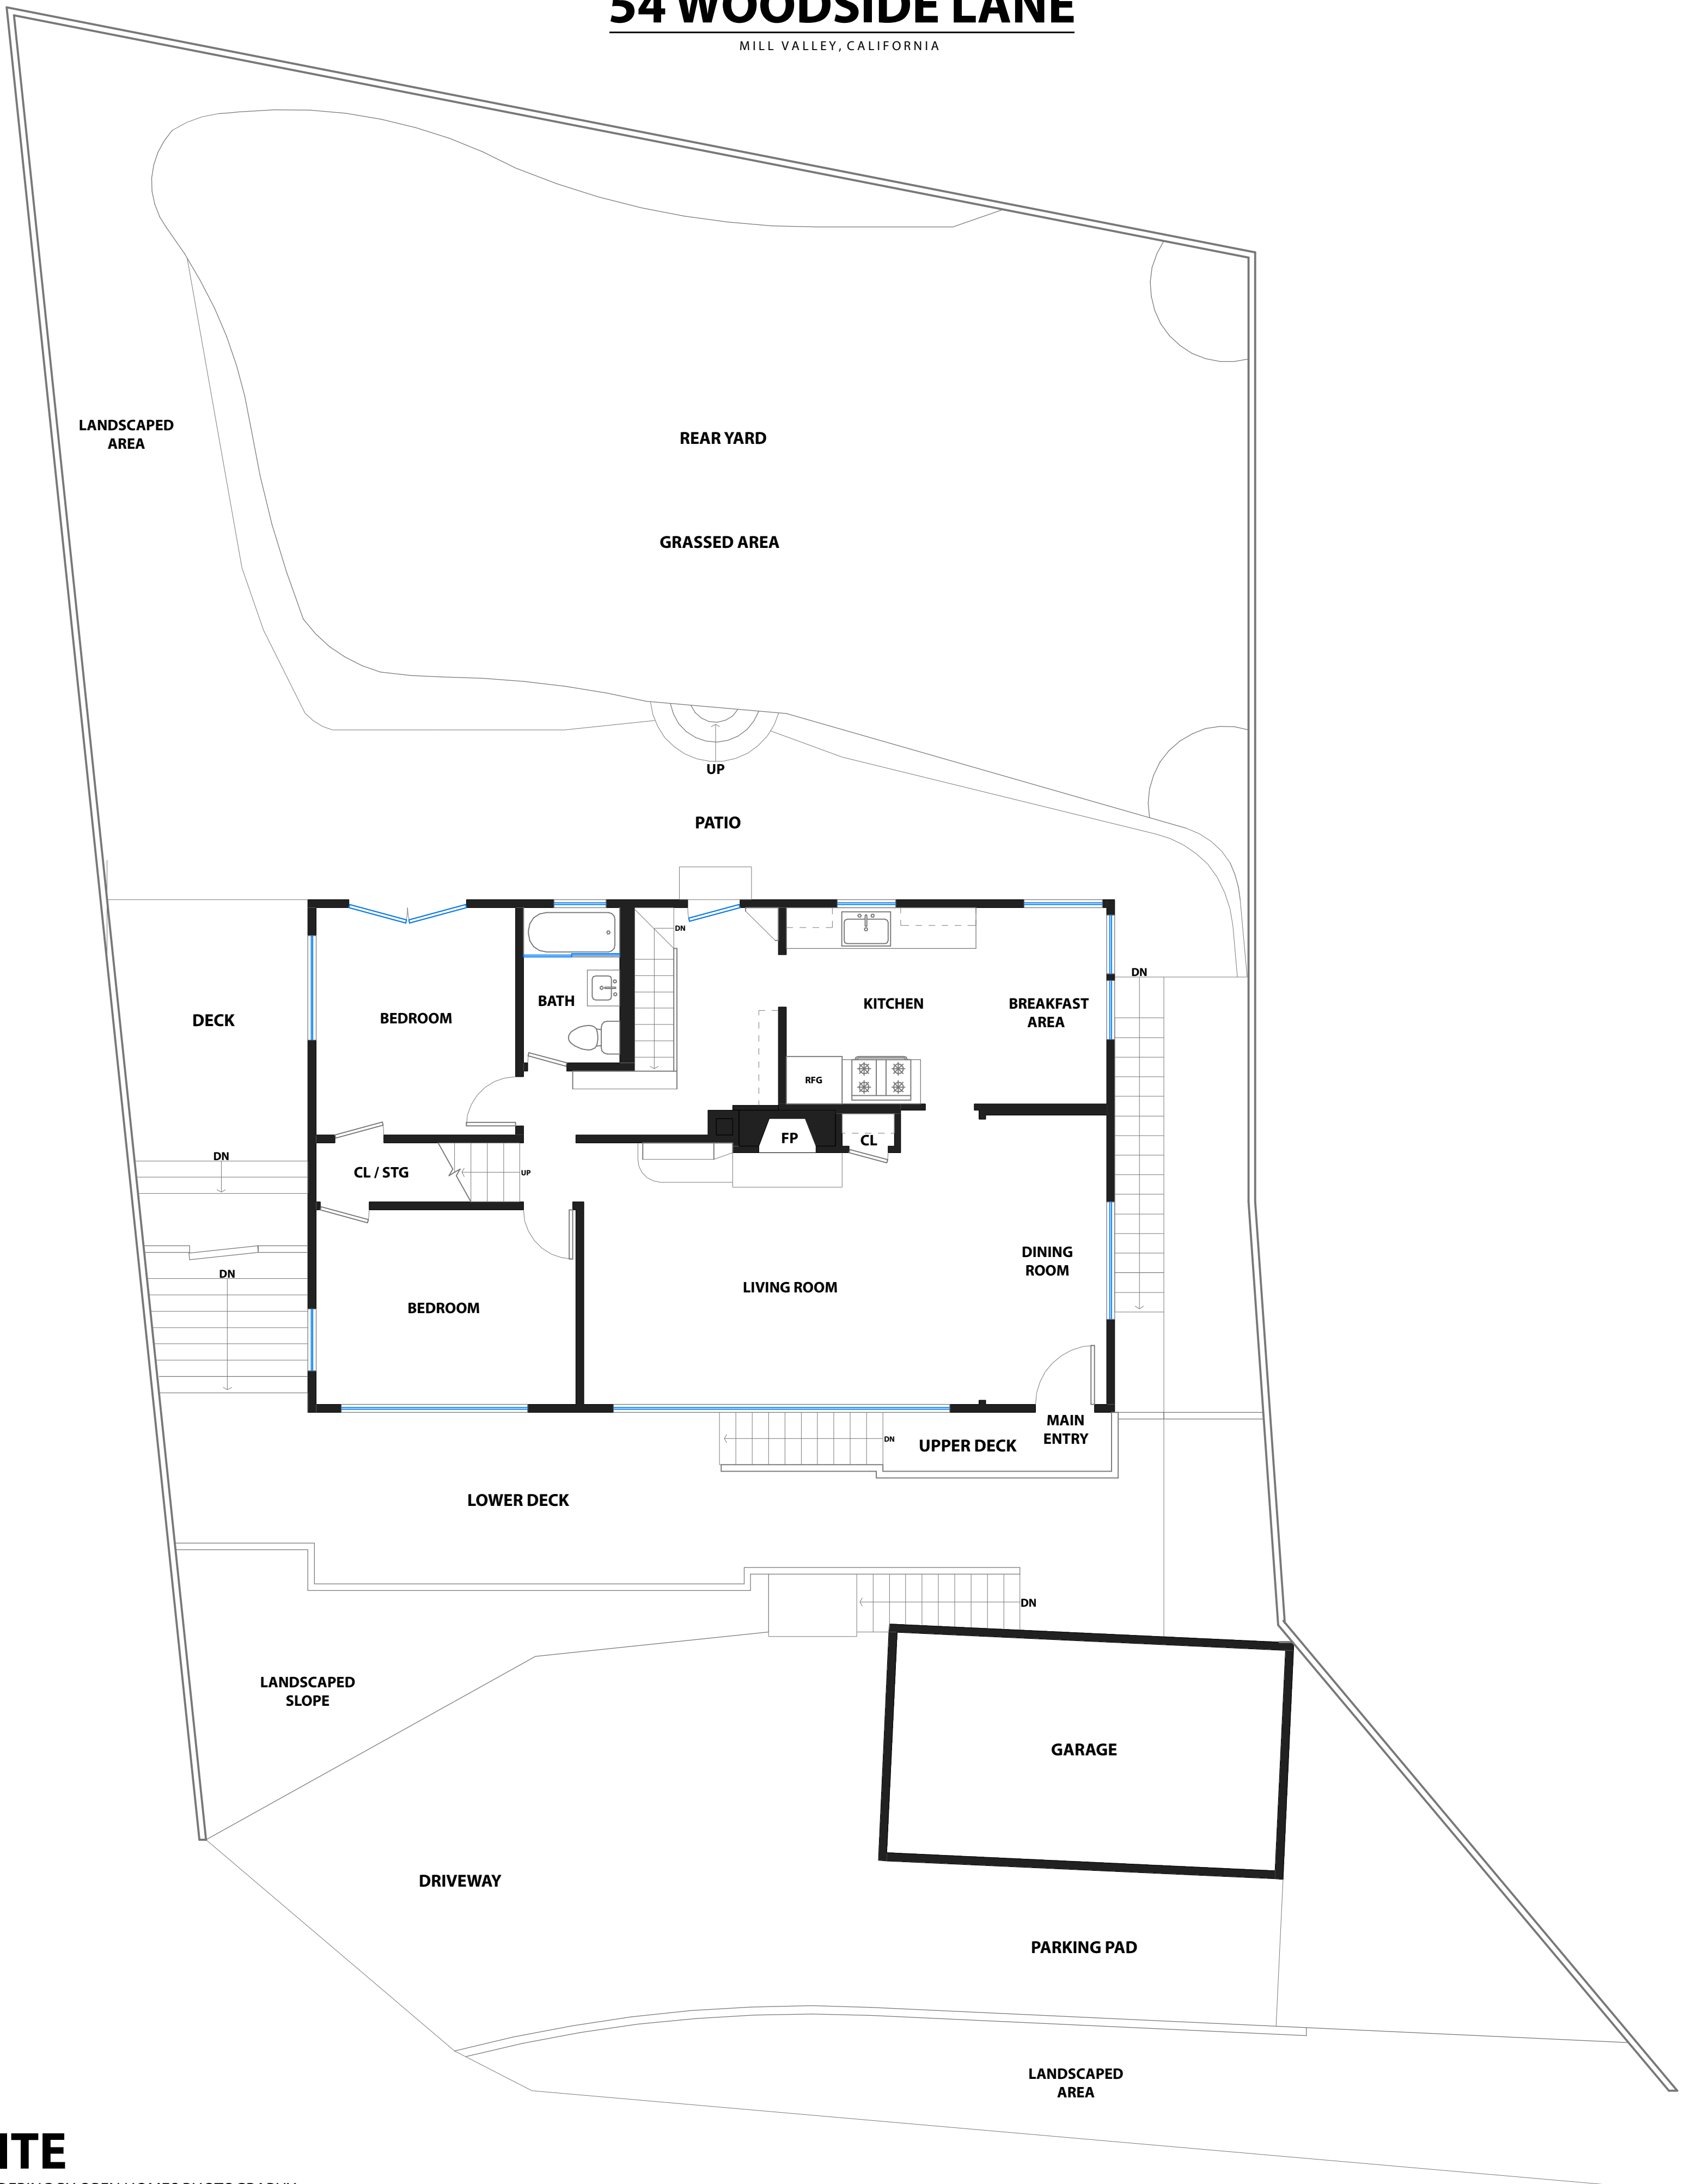 54 WOODSIDE LANE
MILL VALLEY, CALIFORNIA
LANDSCAPED
AREA
REAR YARD
GRASSED AREA
UP
PATIO
DN
DN
BATH
KITCHEN
BREAKFAST
AREA
DECK
BEDROOM
RFG
FP
CL
DN
CL / STG
UP
DINING
ROOM
DN
LIVING ROOM
BEDROOM
MAIN
ENTRY
DN
UPPER DECK
LOWER DECK
DN
LANDSCAPED
SLOPE
GARAGE
DRIVEWAY
PARKING PAD
LANDSCAPED
AREA
ITE